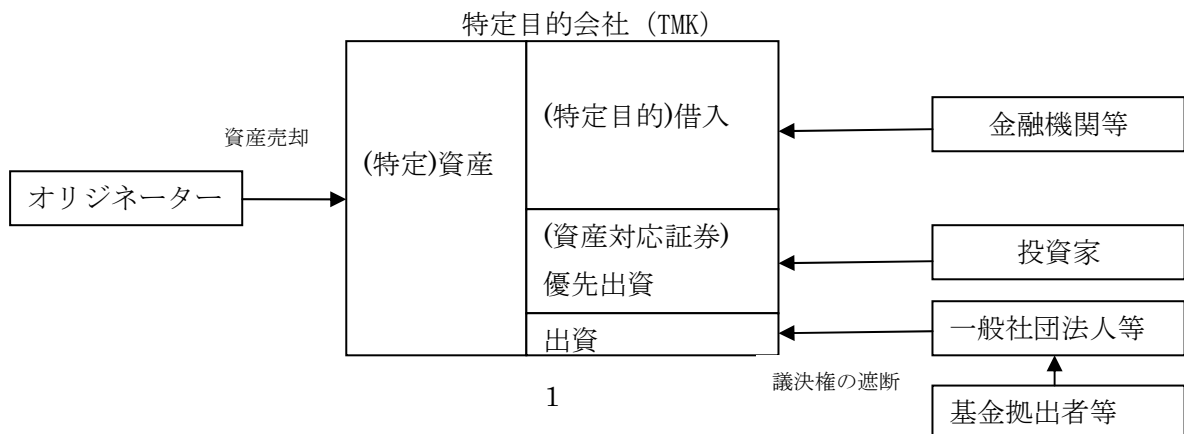 特定目的会社 (TMK)
(特定目的)借入
金融機関等
資産売却
(特定)資産
オリジネーター
(資産対応証券)
優先出資
投資家
出資
一般社団法人等
議決権の遮断
1
基金拠出者等